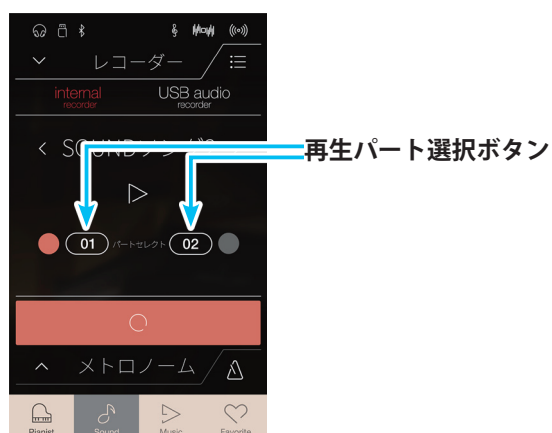 レコーダー
internal
recorder
USB audio
recorder
SOUND
再生パート選択ボタン
01
パートセレクト
02
メトロノーム
Pianist
Sound
Music
Favorite